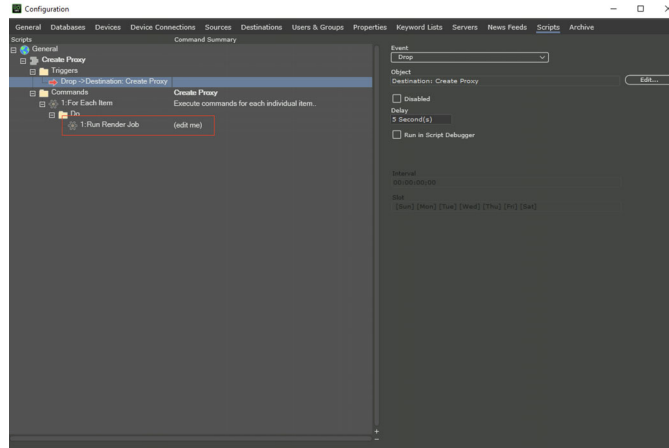 Configuration
General Databases Devices Device Connections Sources Destinations Users & Groups Properties Keyword Lists Servers News Feeds Scripts Archive
Scripts Command Summary
General
Create Proxy
Triggers
Drop ->Destination: Create Proxy
Commands Create Proxy
1:For Each Item Execute commands for each individual item..
Do
1:Run Render Job (edit me)
Event
Drop
Object
Destination: Create Proxy
Edit...
Disabled
Delay
5 Second(s)
Run in Script Debugger
Interval
00:00:00:00
Slot
[Sun] [Mon] [Tue] [Wed] [Thu] [Fri] [Sat]